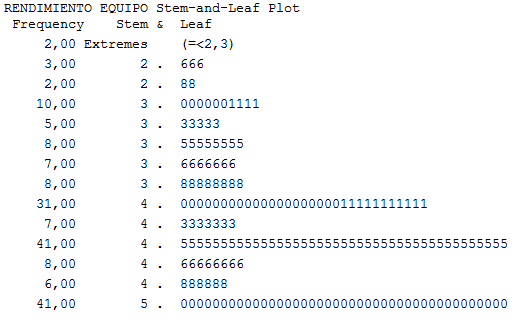 RENDIMIENTO EQUIPO Stem-and-Leaf Plot
Frequency Stem & Leaf
2,00 Extremes (=<2,3)
3,00 2 . 666
2,00 2 . 88
10,00 3 . 0000001111
5,00 3 . 33333
8,00 3 . 55555555
7,00 3 . 6666666
8,00 3 . 88888888
31,00 4 . 0000000000000000000011111111111
7,00 4 . 3333333
41,00 4 . 55555555555555555555555555555555555555555
8,00 4 . 66666666
6,00 4 . 888888
41,00 5 . 00000000000000000000000000000000000000000